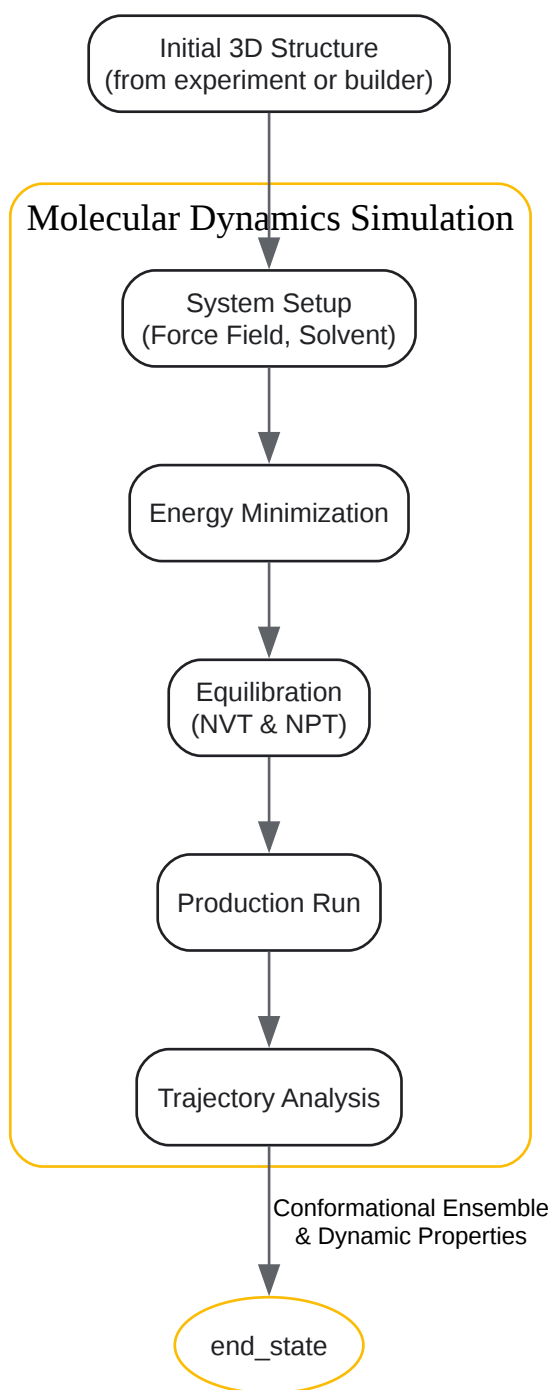 Initial 3D Structure
(from experiment or builder)
Molecular Dynamics Simulation
System Setup
(Force Field, Solvent)
Energy Minimization
Equilibration
(NVT & NPT)
Production Run
Trajectory Analysis
Conformational Ensemble
& Dynamic Properties
end_state